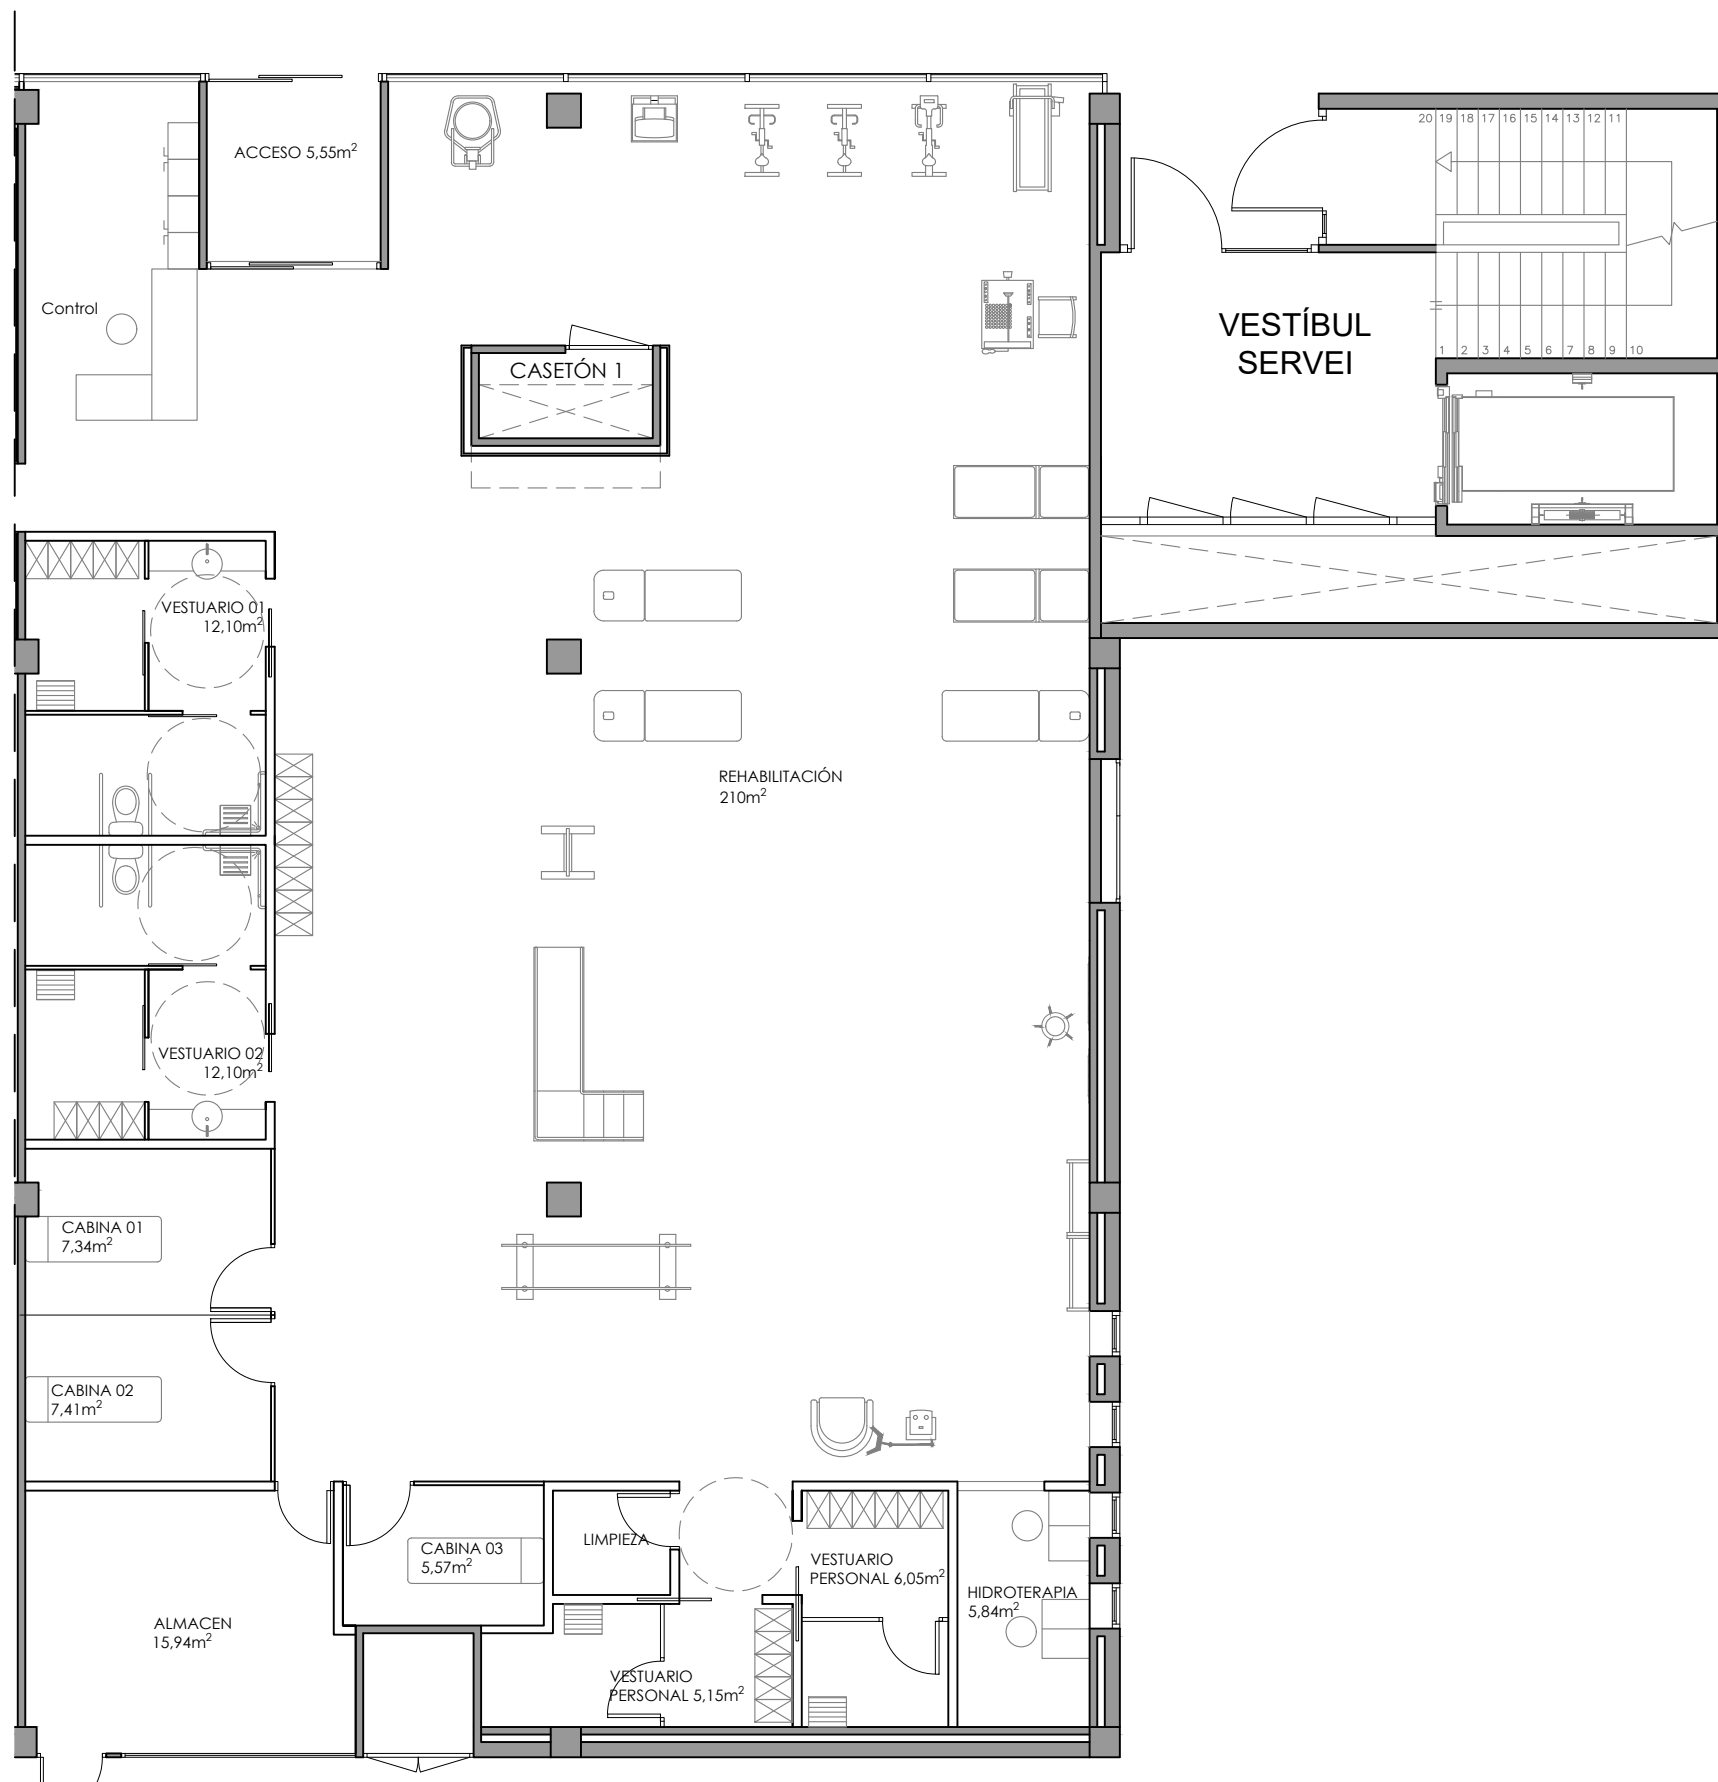 20 19 18 17 16 15 14 13 12 11
ACCESO 5,55m²
Control
VESTÍBUL
SERVEI
1 2 3 4 5 6 7 8 9 10
CASETÓN 1
VESTUARIO 01
12,10m²
REHABILITACIÓN
210m²
VESTUARIO 02
12,10m²
CABINA 01
7,34m²
CABINA 02
7,41m²
CABINA 03
5,57m²
LIMPIEZA
VESTUARIO
PERSONAL 6,05m²
HIDROTERAPIA
5,84m²
ALMACEN
15,94m²
VESTUARIO
PERSONAL 5,15m²